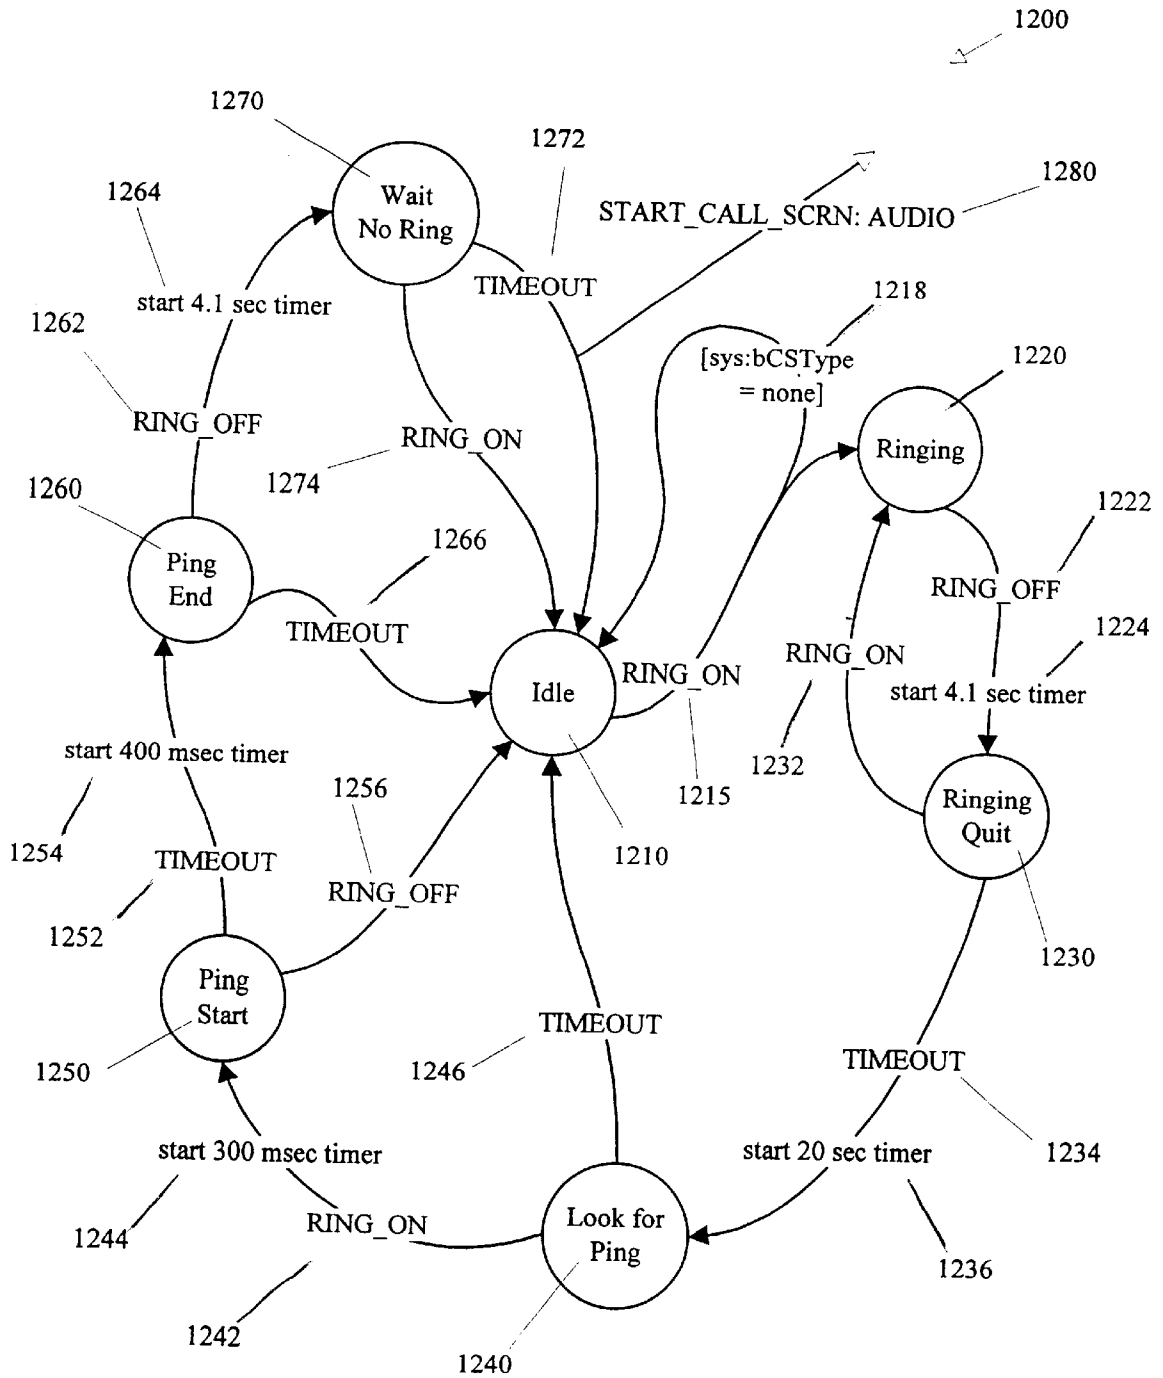 1200
1270
1272
1264
Wait
No Ring
1280
START_CALL_SCRN: AUDIO
TIMEOUT
1218
start 4.1 sec timer
1262
[sys:bCSType
= none]
1220
RING_OFF
RING_ON
Ringing
1274
1260
1222
1266
Ping
End
RING_OFF
TIMEOUT
1224
RING_ON
RING_ON
Idle
start 4.1 sec timer
start 400 msec timer
1232
1256
1215
Ringing
Quit
1254
TIMEOUT
1210
RING_OFF
1252
1230
Ping
Start
TIMEOUT
1250
1246
TIMEOUT
start 300 msec timer
start 20 sec timer
1234
Look for
Ping
1244
RING_ON
1236
1242
1240